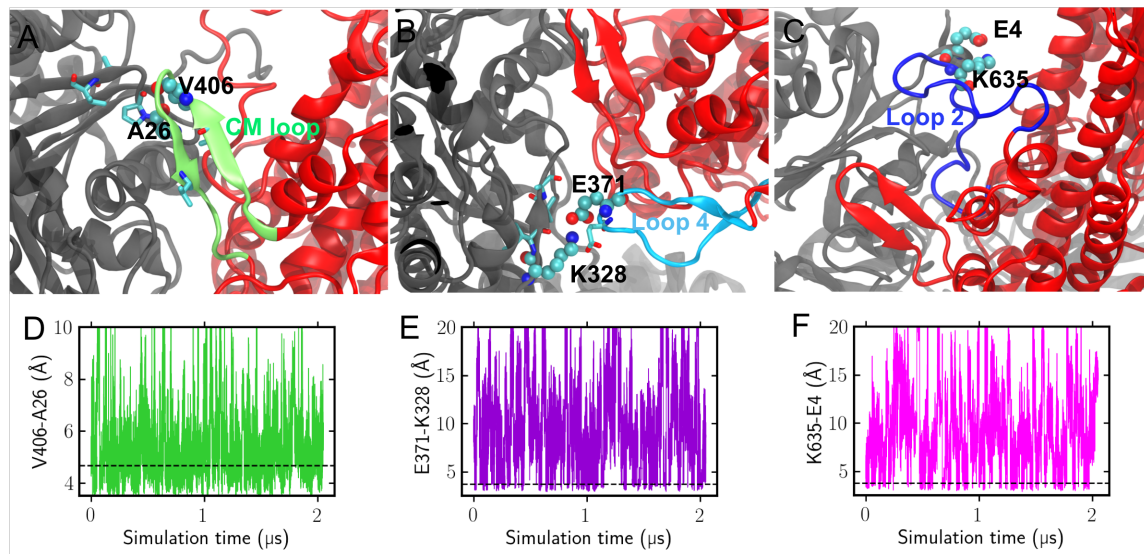 A
V406
A26
CM loop
B
E371
Loop 4
K328
C
E4
K635
Loop 2
D
10
8
6
4
V406-A26 (Å)
0
1
2
Simulation time (μs)
E
20
15
10
5
E371-K328 (Å)
0
1
2
Simulation time (μs)
F
20
15
10
5
K635-E4 (Å)
0
1
2
Simulation time (μs)